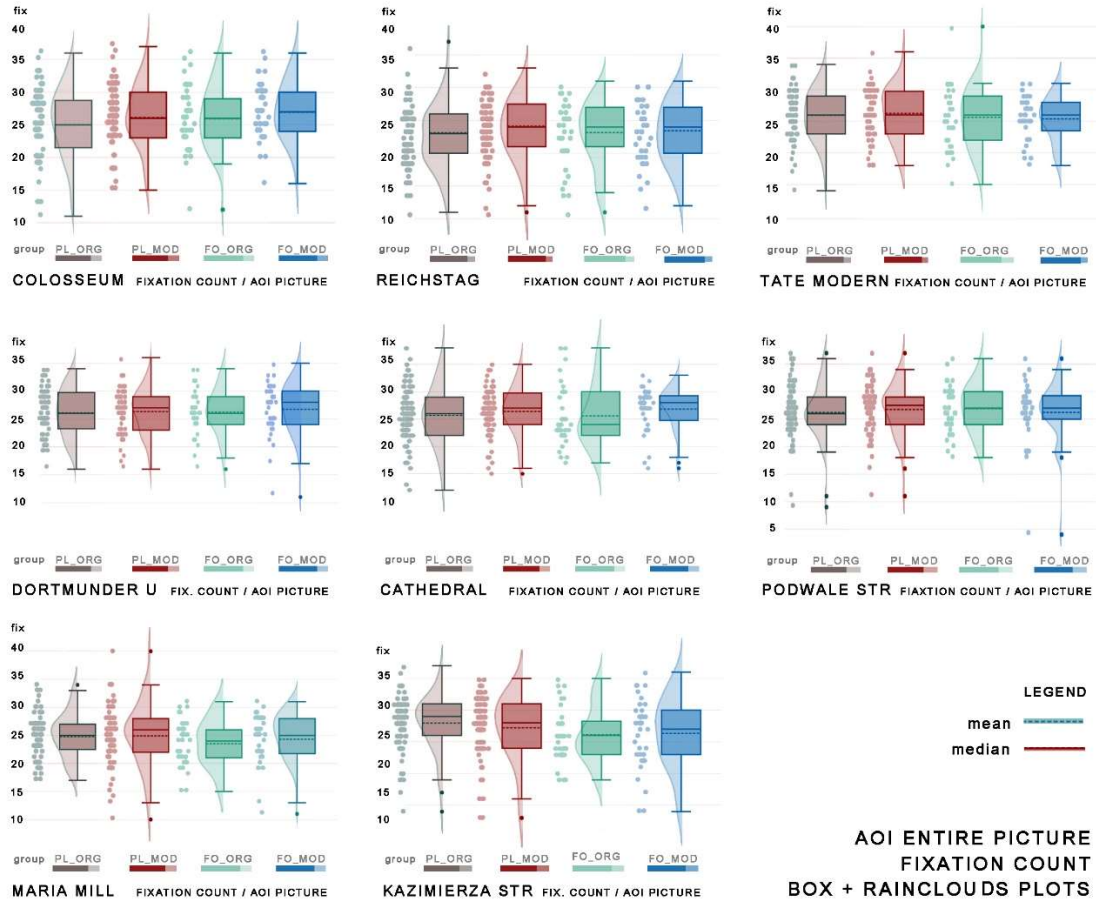 fix
40
35
30
25
20
15
10
group PL_ORG PL_MOD FO_ORG FO_MOD
COLOSSEUM FIXATION COUNT / AOI PICTURE
fix
40
35
30
25
20
15
10
group PL_ORG PL_MOD FO_ORG FO_MOD
REICHSTAG FIXATION COUNT / AOI PICTURE
fix
40
35
30
25
20
15
10
group PL_ORG PL_MOD FO_ORG FO_MOD
TATE MODERN FIXATION COUNT / AOI PICTURE
fix
35
30
25
20
15
10
group PL_ORG PL_MOD FO_ORG FO_MOD
DORTMUNDER U FIX. COUNT / AOI PICTURE
fix
35
30
25
20
15
10
group PL_ORG PL_MOD FO_ORG FO_MOD
CATHEDRAL FIXATION COUNT / AOI PICTURE
fix
35
30
25
20
15
10
5
group PL_ORG PL_MOD FO_ORG FO_MOD
PODWALE STR FIAXTION COUNT / AOI PICTURE
fix
40
35
30
25
20
15
10
group PL_ORG PL_MOD FO_ORG FO_MOD
MARIA MILL FIXATION COUNT / AOI PICTURE
fix
35
30
25
20
15
10
group PL_ORG PL_MOD FO_ORG FO_MOD
KAZIMIERZA STR FIX. COUNT / AOI PICTURE
LEGEND
mean
median
AOI ENTIRE PICTURE
FIXATION COUNT
BOX + RAINCLOUDS PLOTS